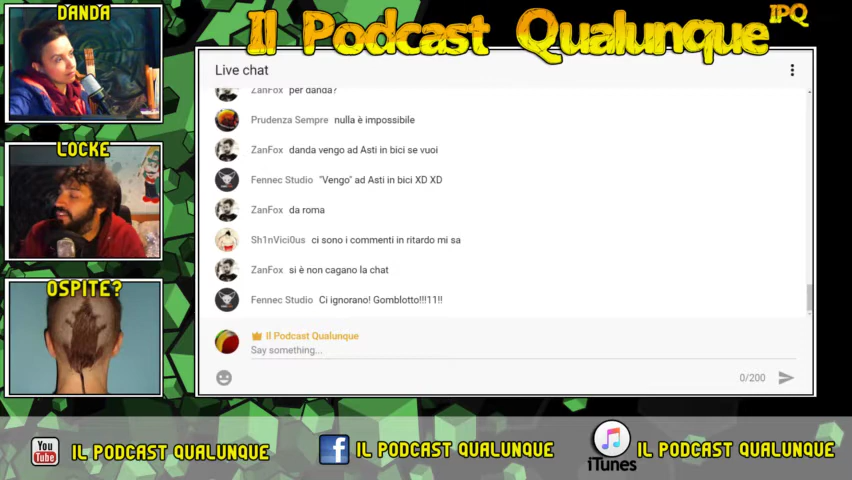 DANDA
Il Podcast Qualunque IPQ
Live chat
ZanFox per danda?
Prudenza Sempre nulla è impossibile
ZanFox danda vengo ad Asti in bici se vuoi
Fennec Studio "Vengo" ad Asti in bici XD XD
ZanFox da roma
Sh1nVici0us ci sono i commenti in ritardo mi sa
ZanFox si è non cagano la chat
Fennec Studio Ci ignorano! Gomblotto!!!11!!
Il Podcast Qualunque
Say something...
0/200
LOCKE
OSPITE?
You Tube IL PODCAST QUALUNQUE
f IL PODCAST QUALUNQUE
iTunes IL PODCAST QUALUNQUE